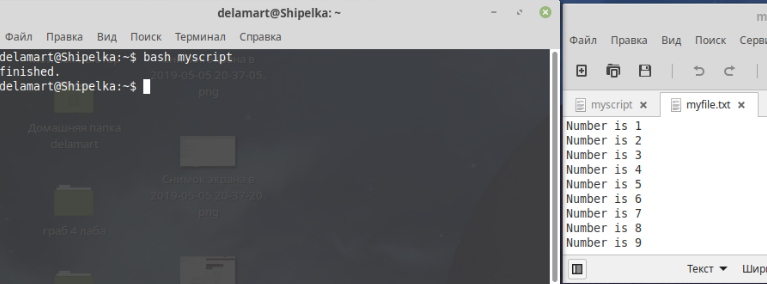 delamart@Shipelka: ~
Файл Правка Вид Поиск Терминал Справка
delamart@Shipelka:~$ bash myscript
finished.
delamart@Shipelka:~$
2019-05-05 20-37-05
png
Домашняя папка
delamart
Снимок экрана в
2019-05-05 20-37-20
png
граб 4 лаба
Файл Правка Вид Поиск
myscript
myfile.txt
Number is 1
Number is 2
Number is 3
Number is 4
Number is 5
Number is 6
Number is 7
Number is 8
Number is 9
Текст